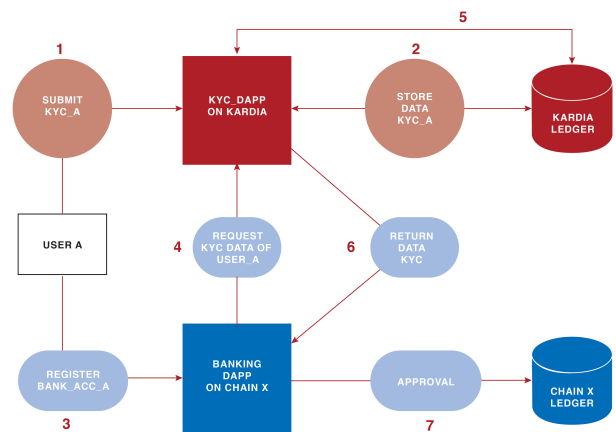 1
2
5
SUBMIT
KYC_A
KYC_DAPP
ON KARDIA
STORE
DATA
KYC_A
KARDIA
LEDGER
USER A
4
REQUEST
KYC DATA OF
USER_A
6
RETURN
DATA
KYC
REGISTER
BANK_ACC_A
BANKING
DAPP
ON CHAIN X
APPROVAL
CHAIN X
LEDGER
3
7